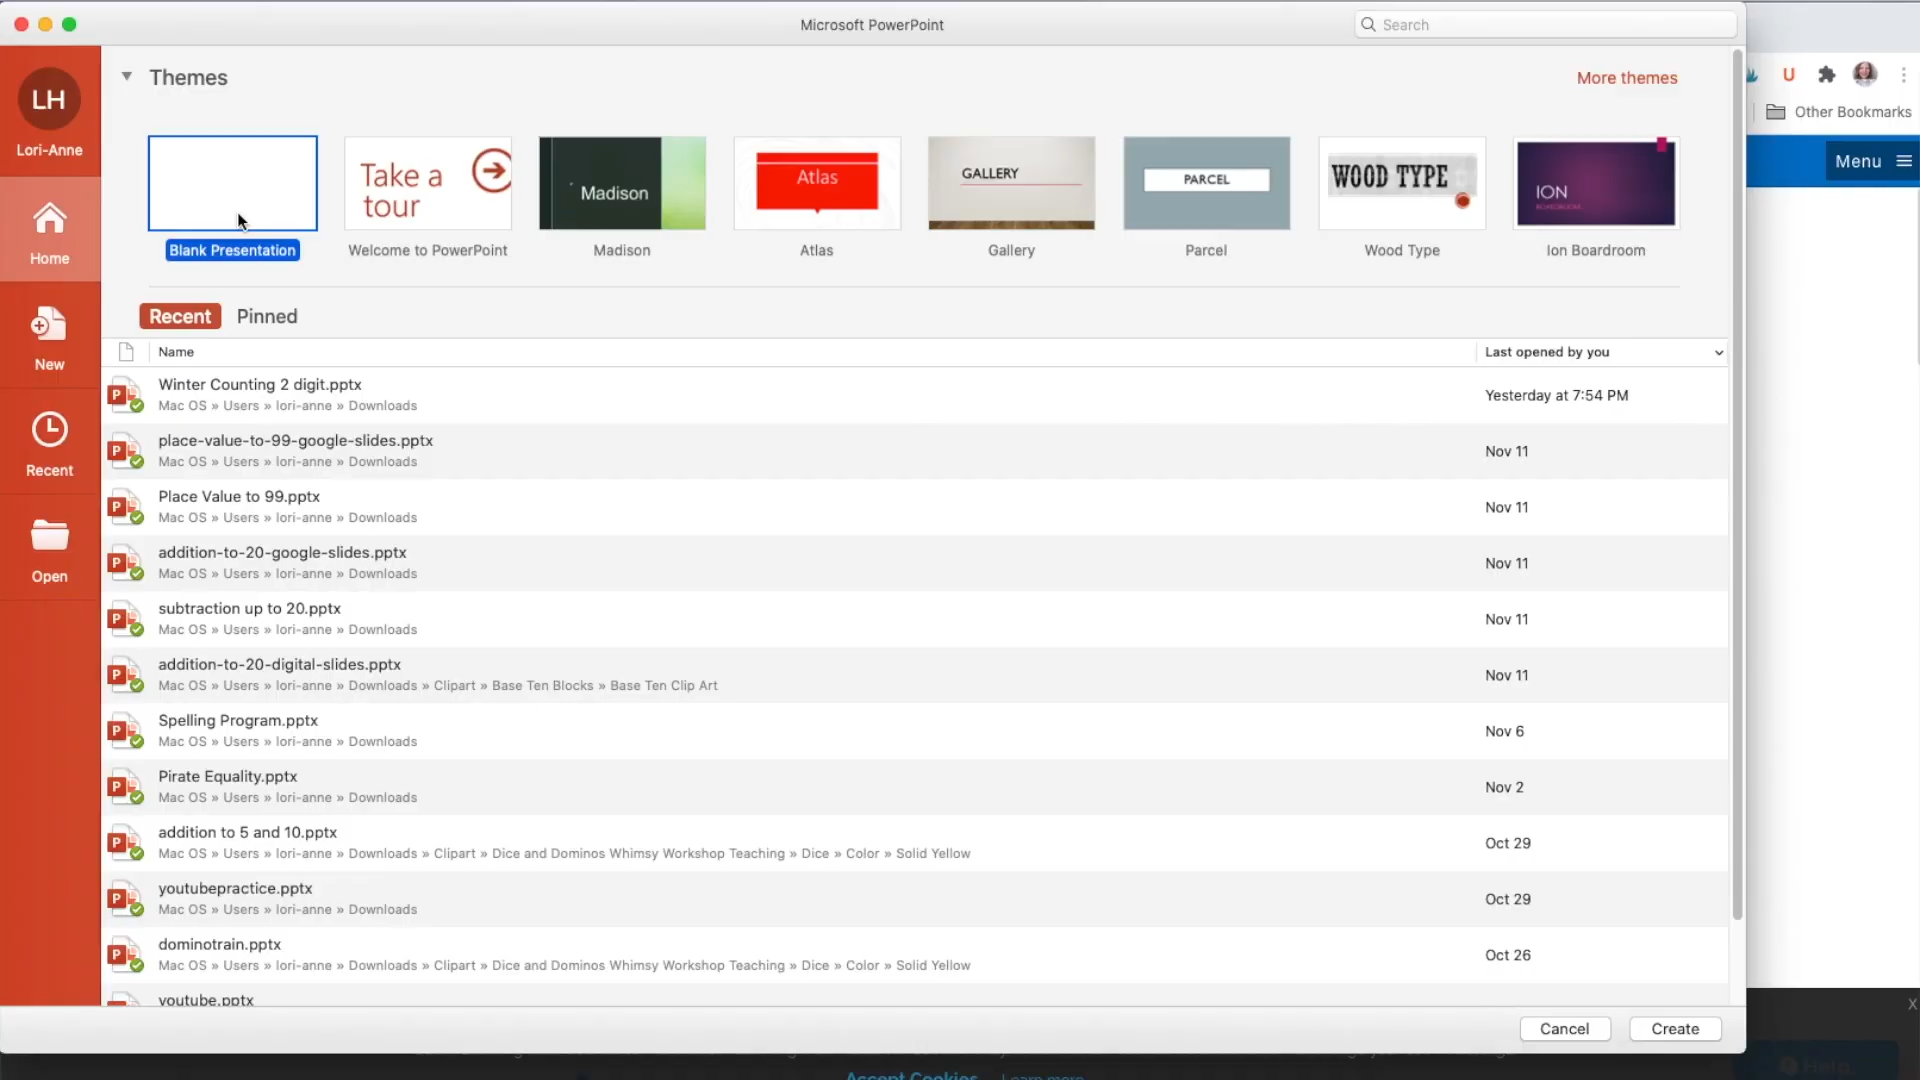 Microsoft PowerPoint
Search
LH
Lori-Anne
Home
New
Recent
Open
Themes
More themes
Blank Presentation
Take a
tour
Welcome to PowerPoint
Madison
Madison
Atlas
Atlas
GALLERY
Gallery
PARCEL
Parcel
WOOD TYPE
Wood Type
ION
BOARDROOM
Ion Boardroom
Recent Pinned
Name Last opened by you
Winter Counting 2 digit.pptx
Mac OS » Users » lori-anne » Downloads
Yesterday at 7:54 PM
place-value-to-99-google-slides.pptx
Mac OS » Users » lori-anne » Downloads
Nov 11
Place Value to 99.pptx
Mac OS » Users » lori-anne » Downloads
Nov 11
addition-to-20-google-slides.pptx
Mac OS » Users » lori-anne » Downloads
Nov 11
subtraction up to 20.pptx
Mac OS » Users » lori-anne » Downloads
Nov 11
addition-to-20-digital-slides.pptx
Mac OS » Users » lori-anne » Downloads » Clipart » Base Ten Blocks » Base Ten Clip Art
Nov 11
Spelling Program.pptx
Mac OS » Users » lori-anne » Downloads
Nov 6
Pirate Equality.pptx
Mac OS » Users » lori-anne » Downloads
Nov 2
addition to 5 and 10.pptx
Mac OS » Users » lori-anne » Downloads » Clipart » Dice and Dominos Whimsy Workshop Teaching » Dice » Color » Solid Yellow
Oct 29
youtubepractice.pptx
Mac OS » Users » lori-anne » Downloads
Oct 29
dominotrain.pptx
Mac OS » Users » lori-anne » Downloads » Clipart » Dice and Dominos Whimsy Workshop Teaching » Dice » Color » Solid Yellow
Oct 26
youtube.pptx
Cancel
Create
U
Other Bookmarks
Menu
X
Help
Accept Cookies
Learn more